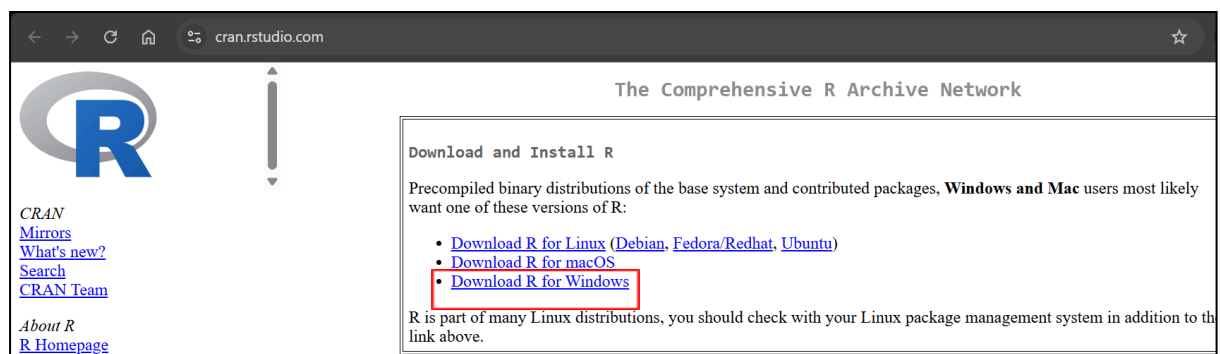 cran.rstudio.com
R
CRAN
Mirrors
What's new?
Search
CRAN Team
About R
R Homepage
The Comprehensive R Archive Network
Download and Install R
Precompiled binary distributions of the base system and contributed packages, Windows and Mac users most likely
want one of these versions of R:
• Download R for Linux (Debian, Fedora/Redhat, Ubuntu)
• Download R for macOS
• Download R for Windows
R is part of many Linux distributions, you should check with your Linux package management system in addition to
link above.